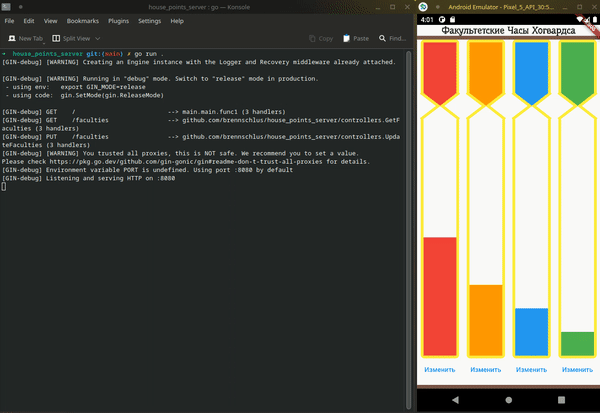 house_points_server : go — Konsole
File Edit View Bookmarks Plugins Settings Help
New Tab Split View Copy Paste Find...
➜ house_points_server git:(main) ✗ go run .
[GIN-debug] [WARNING] Creating an Engine instance with the Logger and Recovery middleware already attached.
[GIN-debug] [WARNING] Running in "debug" mode. Switch to "release" mode in production.
- using env: export GIN_MODE=release
- using code: gin.SetMode(gin.ReleaseMode)
[GIN-debug] GET / --> main.main.func1 (3 handlers)
[GIN-debug] GET /faculties --> github.com/brennschlus/house_points_server/controllers.GetF
aculties (3 handlers)
[GIN-debug] PUT /faculties --> github.com/brennschlus/house_points_server/controllers.Upda
teFaculties (3 handlers)
[GIN-debug] [WARNING] You trusted all proxies, this is NOT safe. We recommend you to set a value.
Please check https://pkg.go.dev/github.com/gin-gonic/gin#readme-don-t-trust-all-proxies for details.
[GIN-debug] Environment variable PORT is undefined. Using port :8080 by default
[GIN-debug] Listening and serving HTTP on :8080
Android Emulator - Pixel_5_API_30:5...
4:01
Факультетские Часы Хогвардса
Изменить Изменить Изменить Изменить